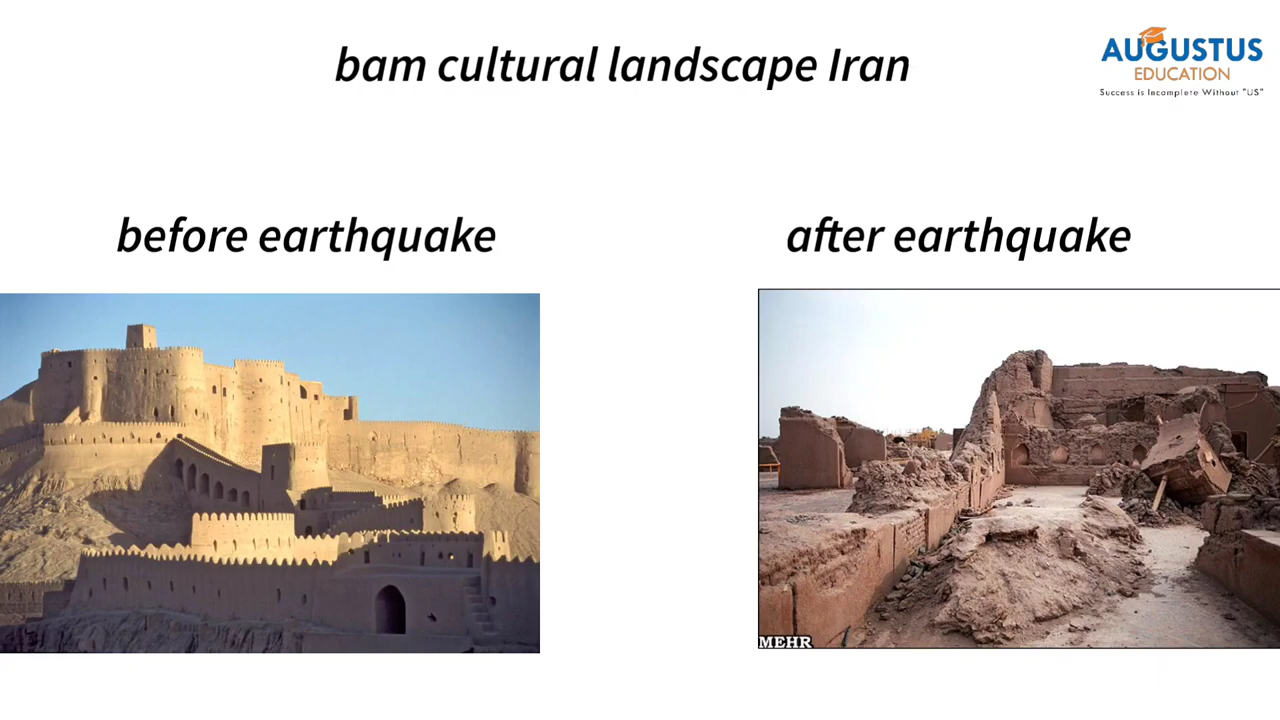 bam cultural landscape Iran
AUGUSTUS
EDUCATION
Success is Incomplete Without "US"
before earthquake
after earthquake
MEHR